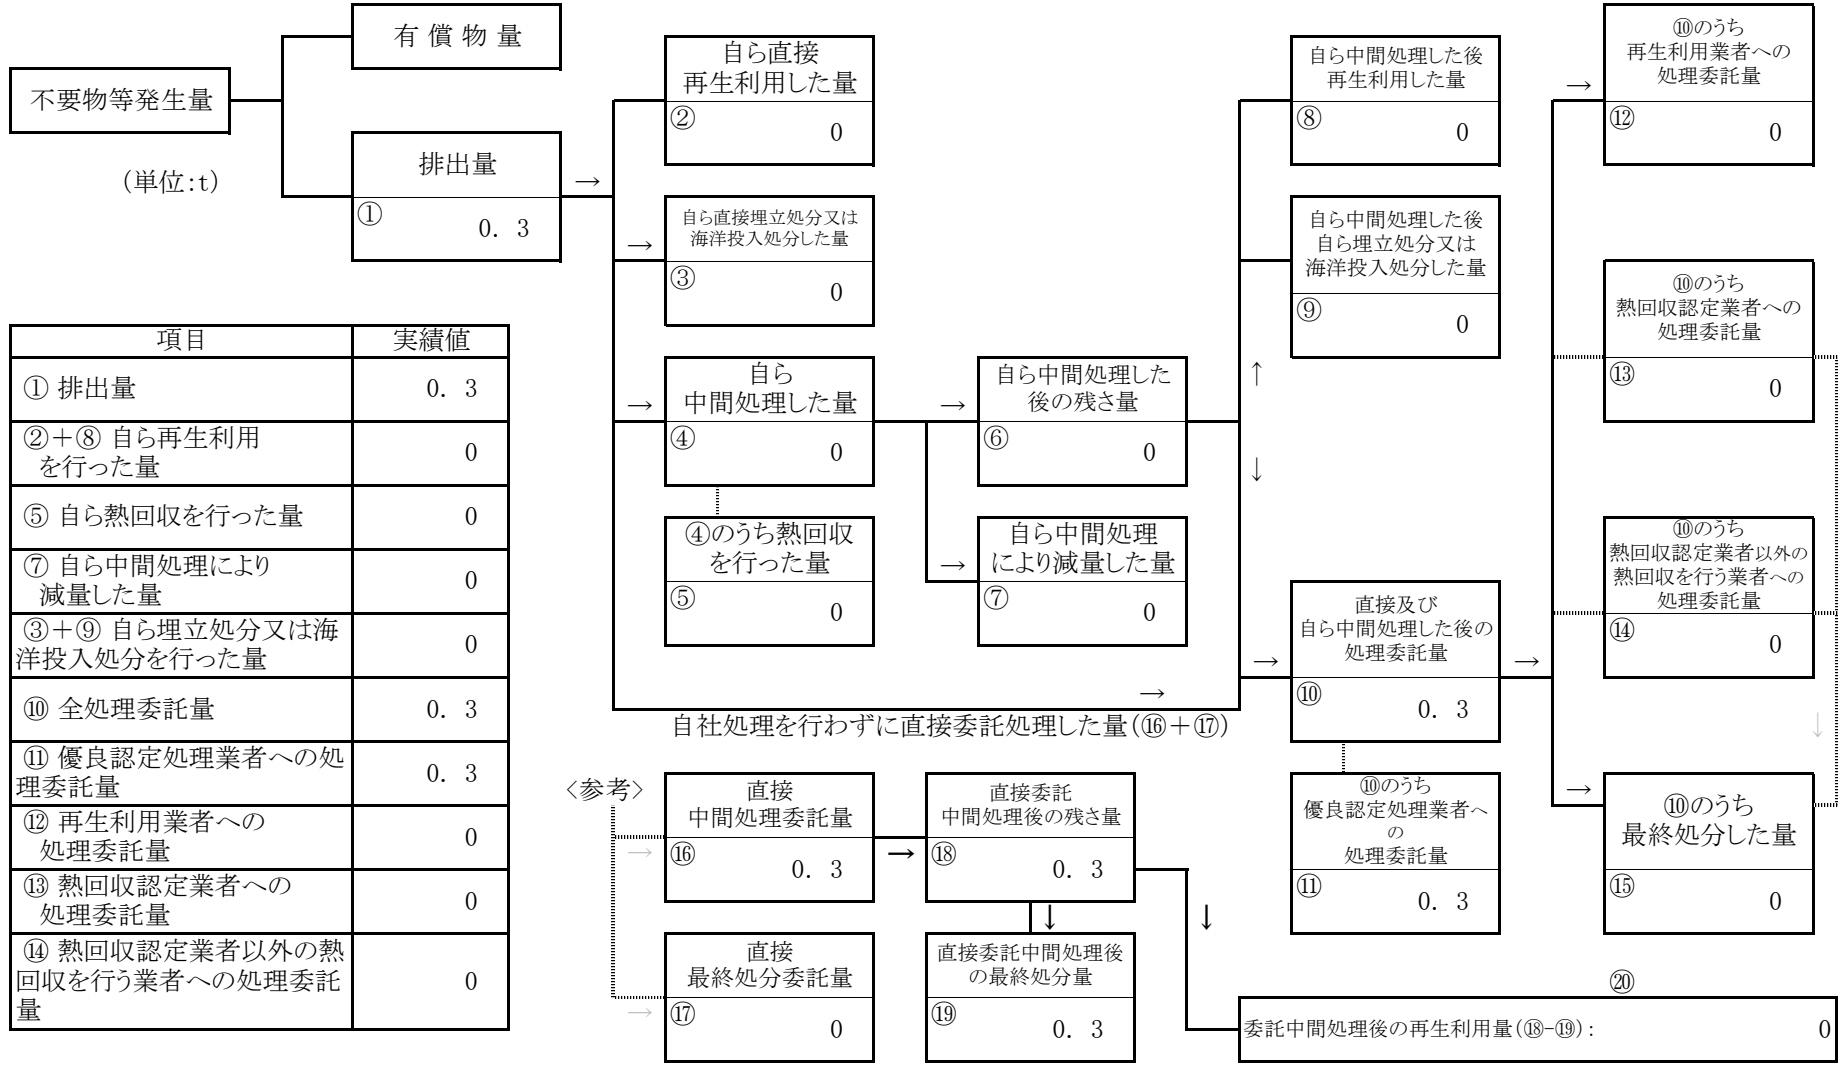 有 償 物 量
不要物等発生量
(単位:t)
排出量
①
0. 3
→
自ら直接
再生利用した量
②
0
→
自ら直接埋立処分又は
海洋投入処分した量
③
0
→
自ら
中間処理した量
④
0
④のうち熱回収
を行った量
⑤
0
→
自ら中間処理した
後の残さ量
⑥
0
→
自ら中間処理
により減量した量
⑦
0
自ら中間処理した後
再生利用した量
⑧
0
自ら中間処理した後
自ら埋立処分又は
海洋投入処分した量
⑨
0
↑
↓
→
自社処理を行わずに直接委託処理した量(⑯+⑰)
→
直接及び
自ら中間処理した後の
処理委託量
⑩
0. 3
⑩のうち
優良認定処理業者へ
の
処理委託量
⑪
0. 3
→
→
⑩のうち
再生利用業者への
処理委託量
⑫
0
⑩のうち
熱回収認定業者への
処理委託量
⑬
0
⑩のうち
熱回収認定業者以外の
熱回収を行う業者への
処理委託量
⑭
0
↓
→
⑩のうち
最終処分した量
⑮
0
項目 実績値
① 排出量 0. 3
②+⑧ 自ら再生利用
を行った量
0
⑤ 自ら熱回収を行った量 0
⑦ 自ら中間処理により
減量した量
0
③+⑨ 自ら埋立処分又は海
洋投入処分を行った量
0
⑩ 全処理委託量 0. 3
⑪ 優良認定処理業者への処
理委託量
0. 3
⑫ 再生利用業者への
処理委託量
0
⑬ 熱回収認定業者への
処理委託量
0
⑭ 熱回収認定業者以外の熱
回収を行う業者への処理委託
量
0
<参考>
→
直接
中間処理委託量
⑯
0. 3
→
直接
最終処分委託量
⑰
0
→
直接委託
中間処理後の残さ量
⑱
0. 3
↓
直接委託中間処理後
の最終処分量
⑲
0. 3
↓
⑳
委託中間処理後の再生利用量(⑱-⑲): 0